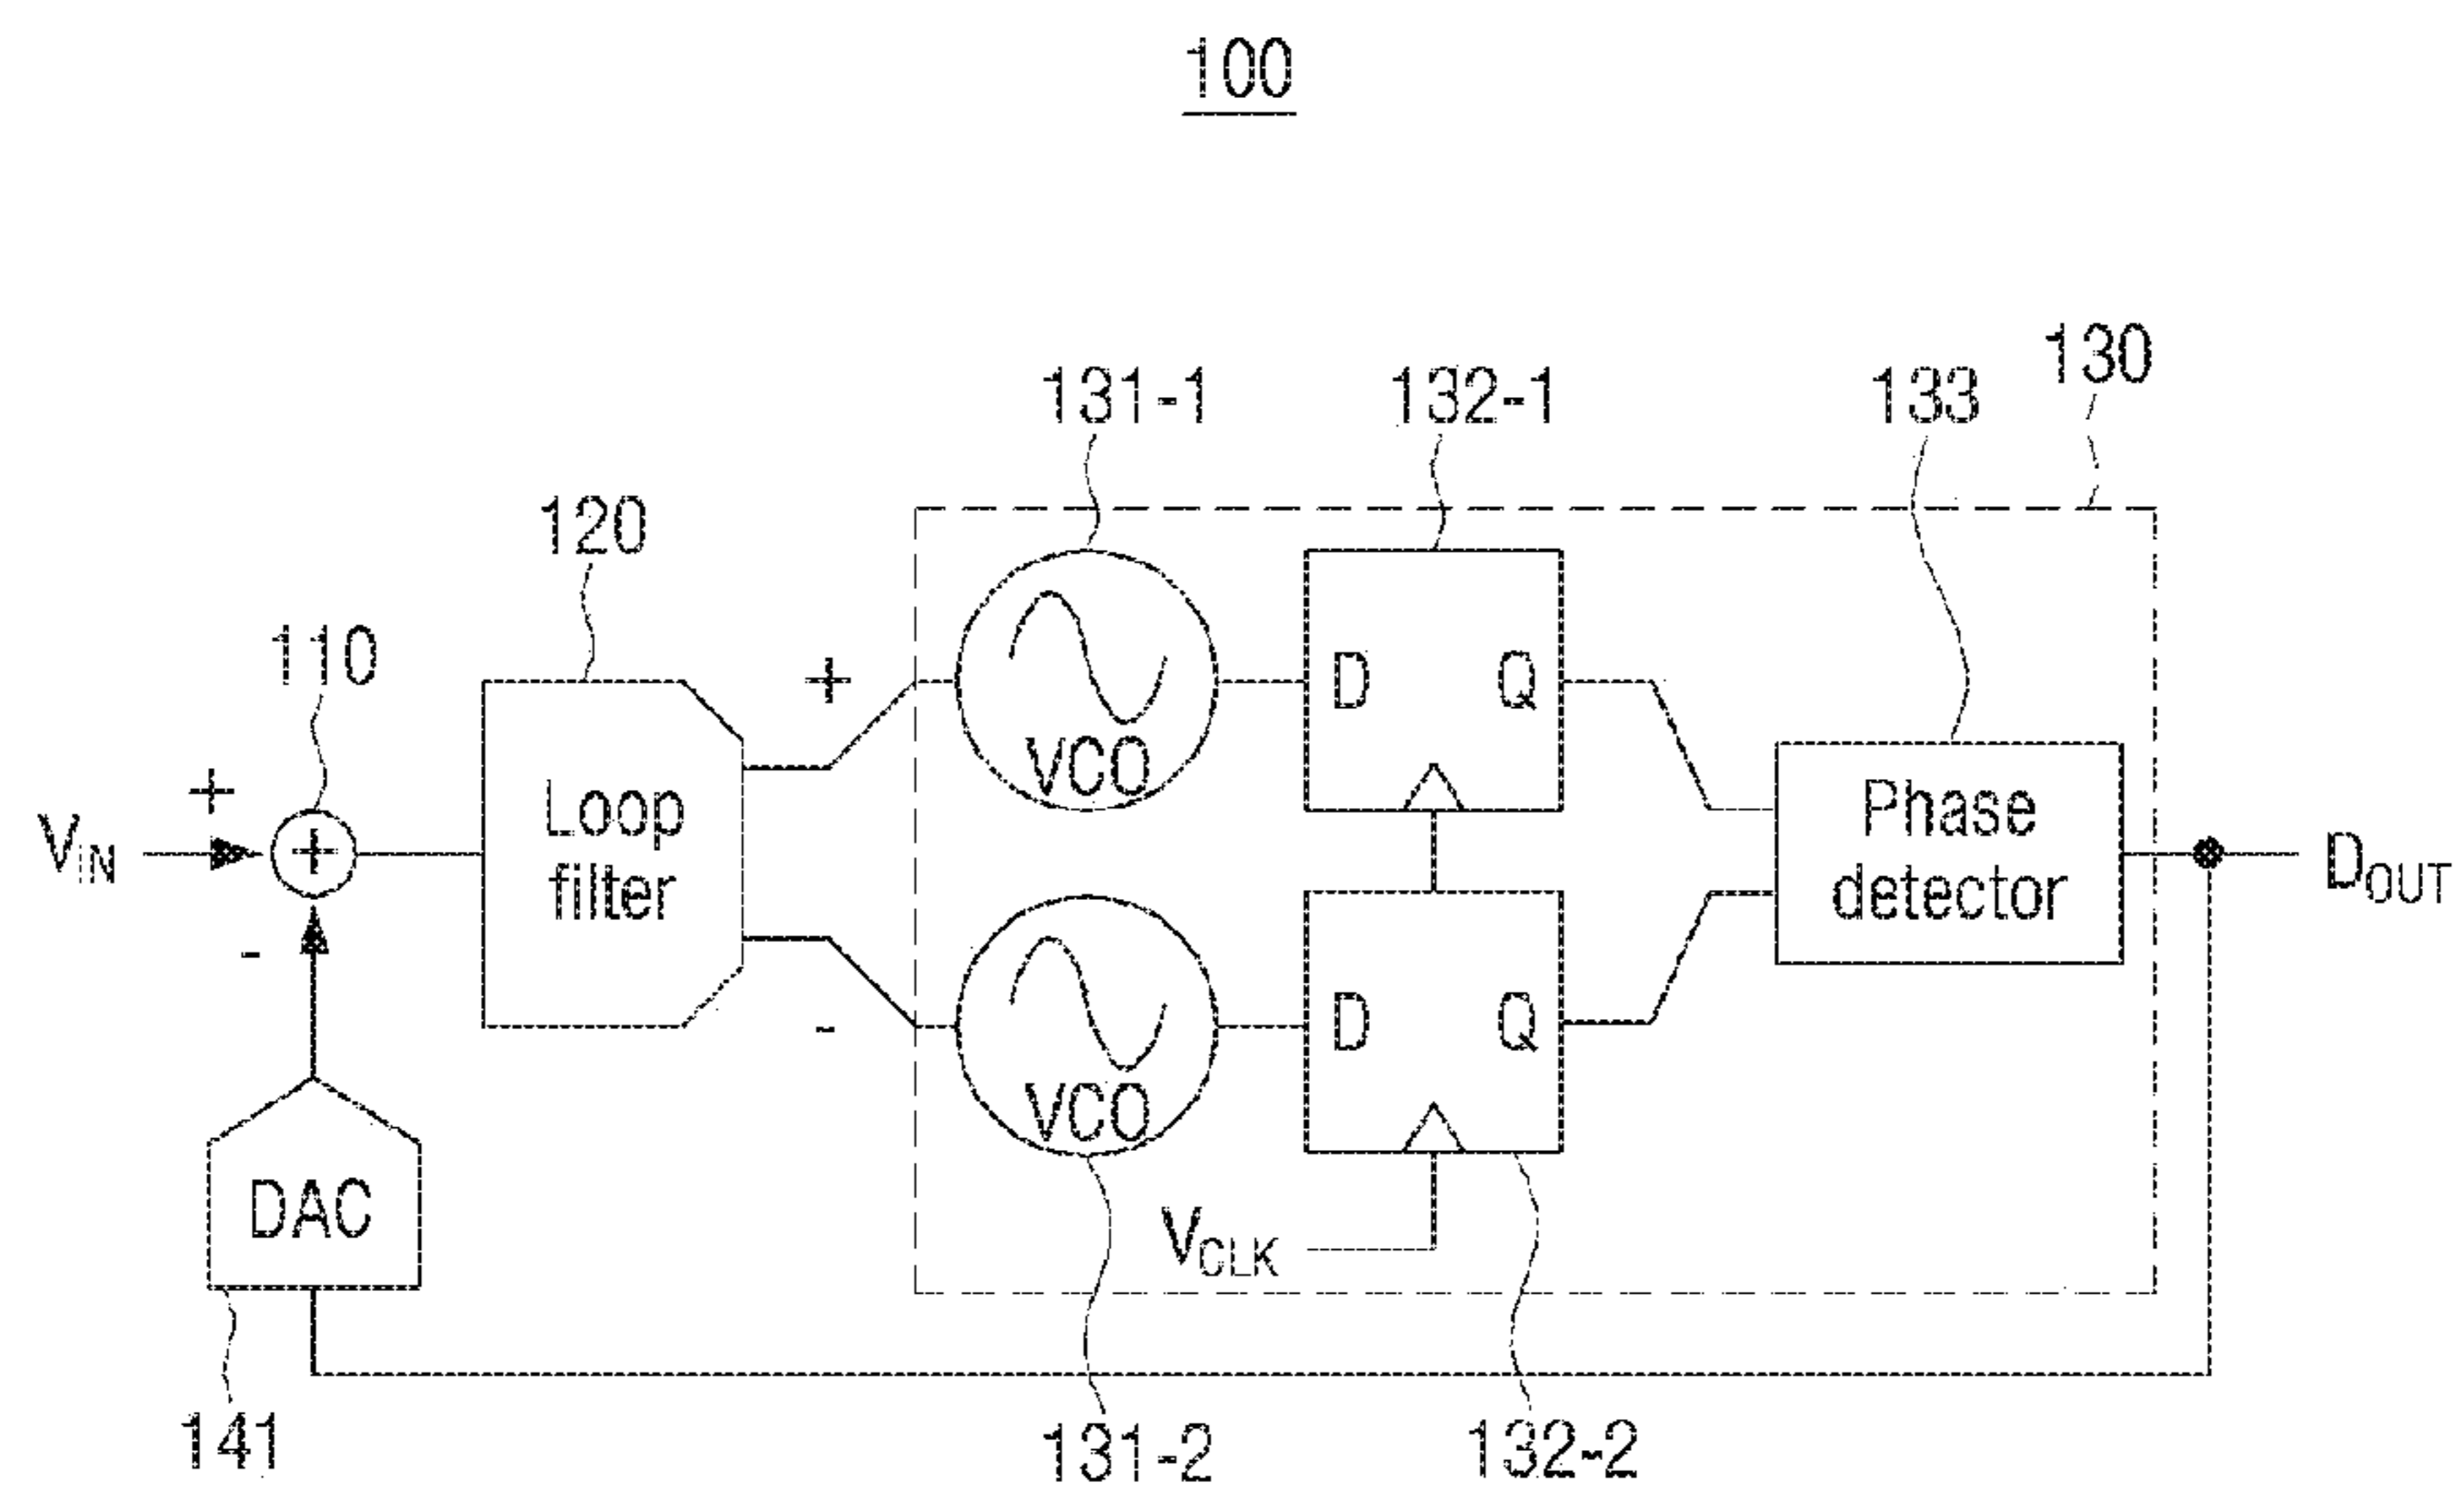 100
130
131-1
132-1
133
120
110
+
+
D
Q
VCO
Loop
filter
Phase
detector
+
VIN
DOUT
-
-
D
Q
VCO
DAC
VCLK
141
131-2
132-2